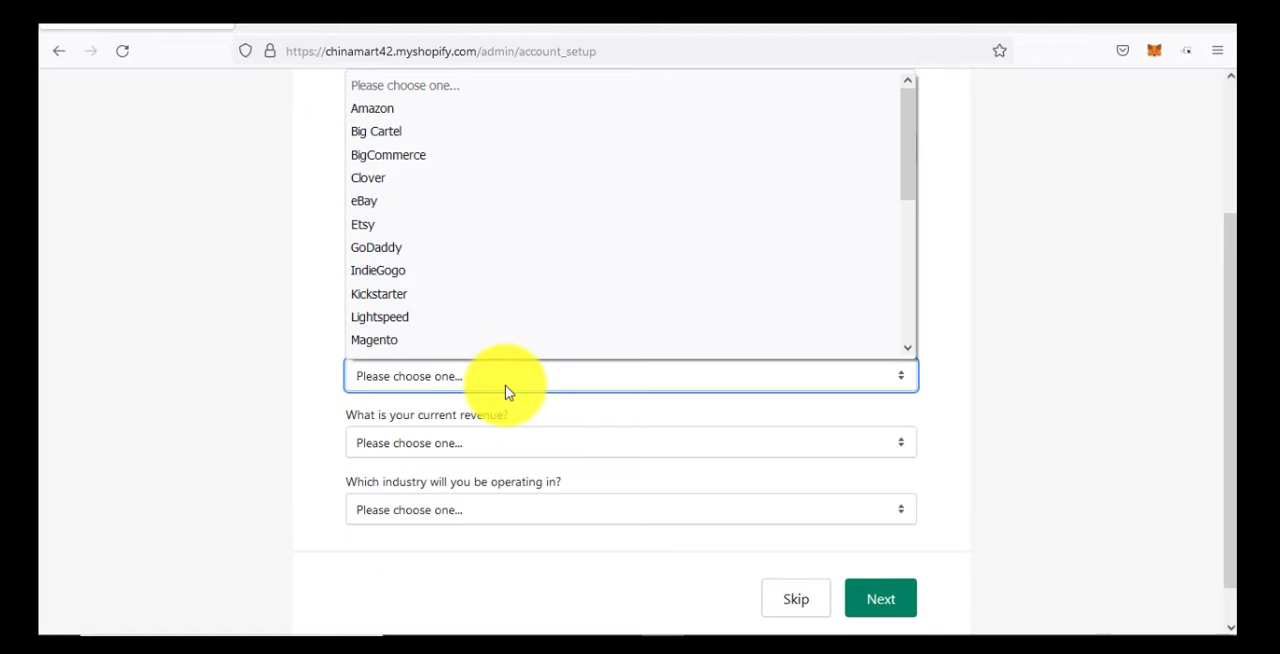 https://chinamart42.myshopify.com/admin/account_setup
Please choose one...
Amazon
Big Cartel
BigCommerce
Clover
eBay
Etsy
GoDaddy
IndieGogo
Kickstarter
Lightspeed
Magento
Please choose one...
What is your current revenue?
Please choose one...
Which industry will you be operating in?
Please choose one...
Skip
Next